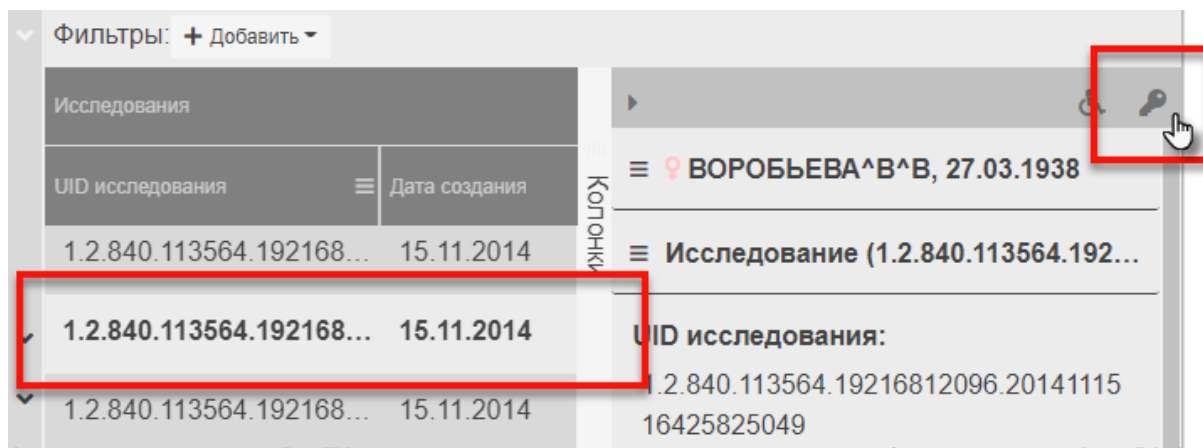 Фильтры: + Добавить
Исследования
UID исследования
Дата создания
1.2.840.113564.192168... 15.11.2014
1.2.840.113564.192168... 15.11.2014
1.2.840.113564.192168... 15.11.2014
Колонки
ВОРОБЬЕВА^В^В, 27.03.1938
Исследование (1.2.840.113564.192...
UID исследования:
1.2.840.113564.19216812096.20141115
16425825049